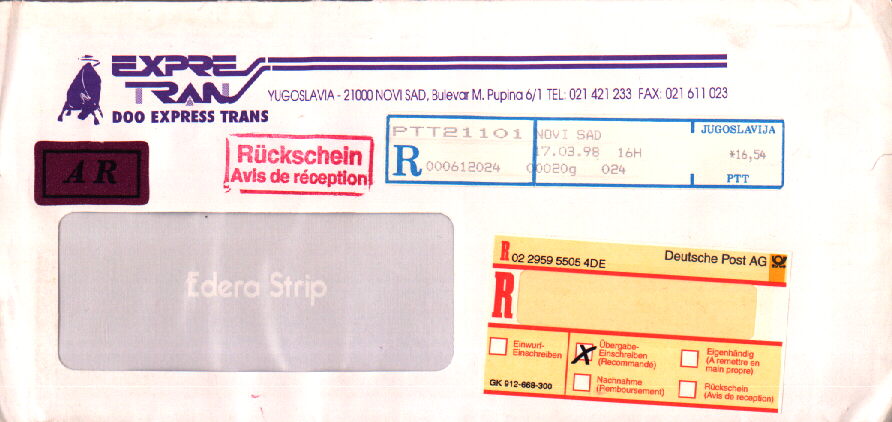 EXPRES
TRANS
YUGOSLAVIA - 21000 NOVI SAD, Bulevar M. Pupina 6/1 TEL: 021 421 233 FAX: 021 611 023
DOO EXPRESS TRANS
AR
Rückschein
Avis de réception
PTT21101 NOVI SAD JUGOSLAVIJA
17.03.98 16H *16,54
R 000612024 00020g 024 PTT
Edera Strip
R 02 2959 5505 4DE Deutsche Post AG
R
Einwurf-
Einschreiben
X Übergabe-
Einschreiben
(Recommandé)
Eigenhändig
(A remettre en
main propre)
Nachnahme
(Remboursement)
Rückschein
(Avis de réception)
GK 912-668-300